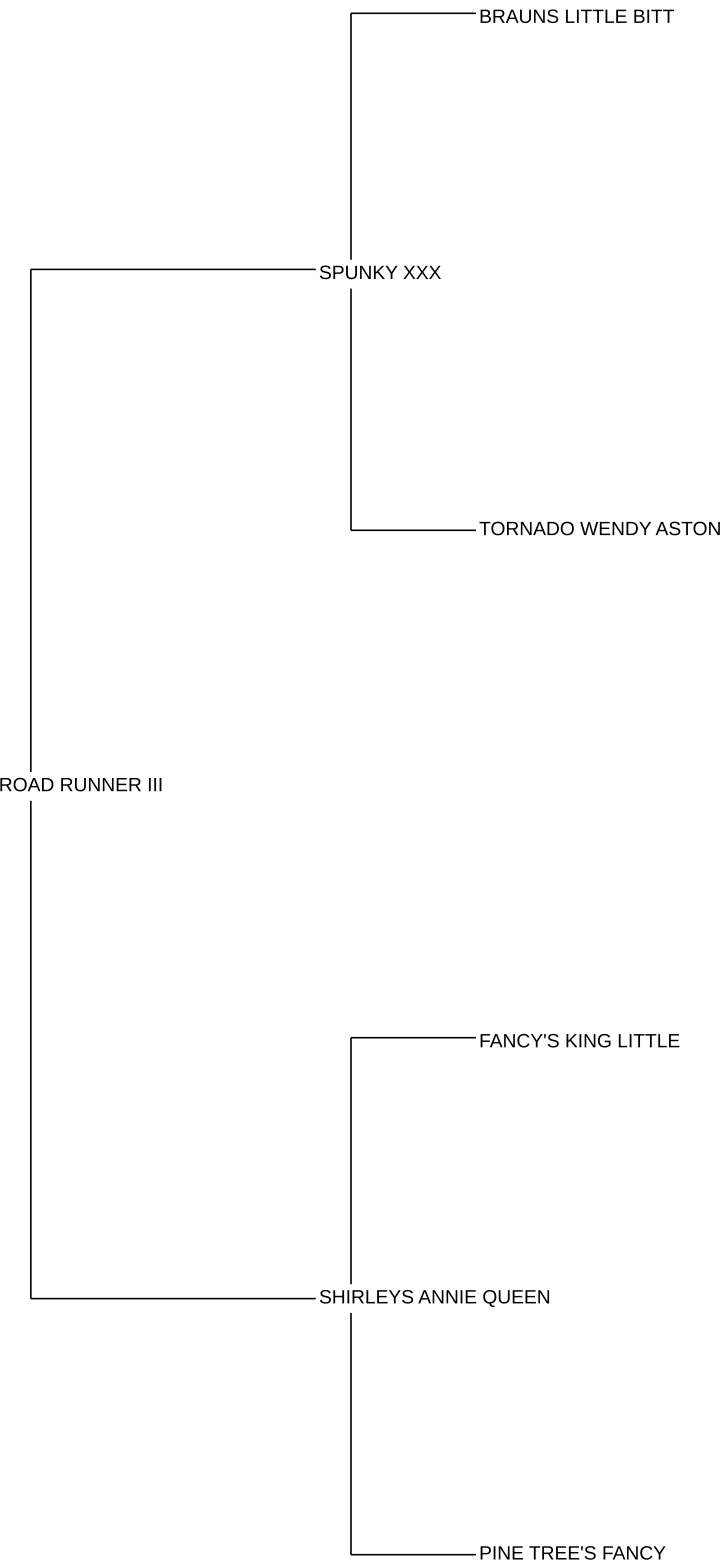 BRAUNS LITTLE BITT
SPUNKY XXX
TORNADO WENDY ASTON
ROAD RUNNER III
FANCY'S KING LITTLE
SHIRLEYS ANNIE QUEEN
PINE TREE'S FANCY